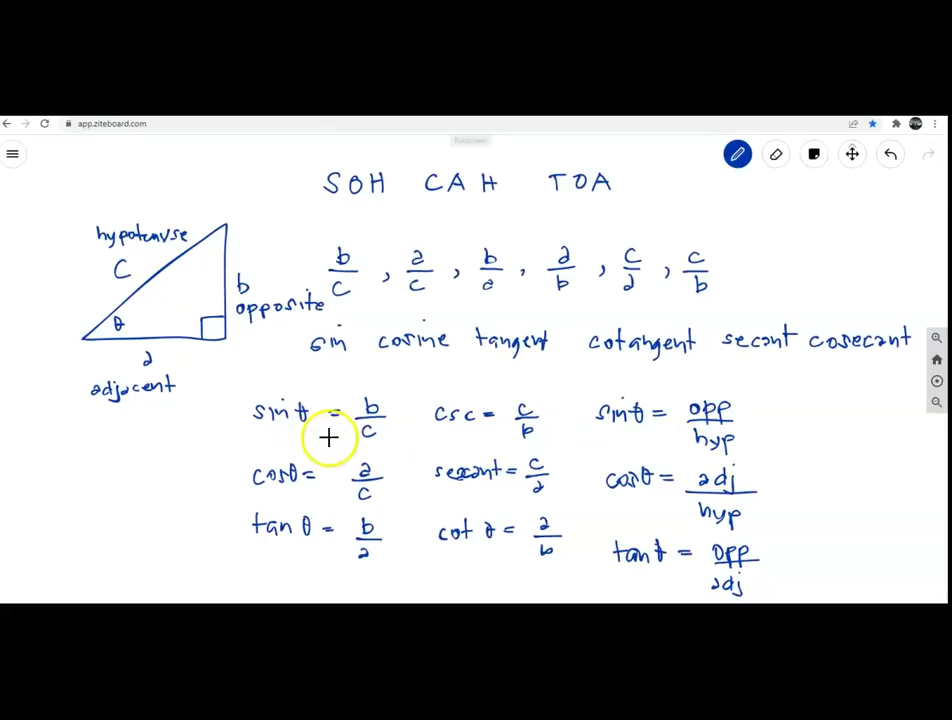 app.ziteboard.com
SOH CAH TOA
hypotenuse
C
b
opposite
θ
a
adjacent
b/c , a/c , b/a , a/b , c/a , c/b
sin cosine tangent cotangent secant cosecant
sin θ = b/c csc = c/b sin θ = opp/hyp
cos θ = a/c secant = c/a cos θ = adj/hyp
tan θ = b/a cot θ = a/b tan θ = opp/adj